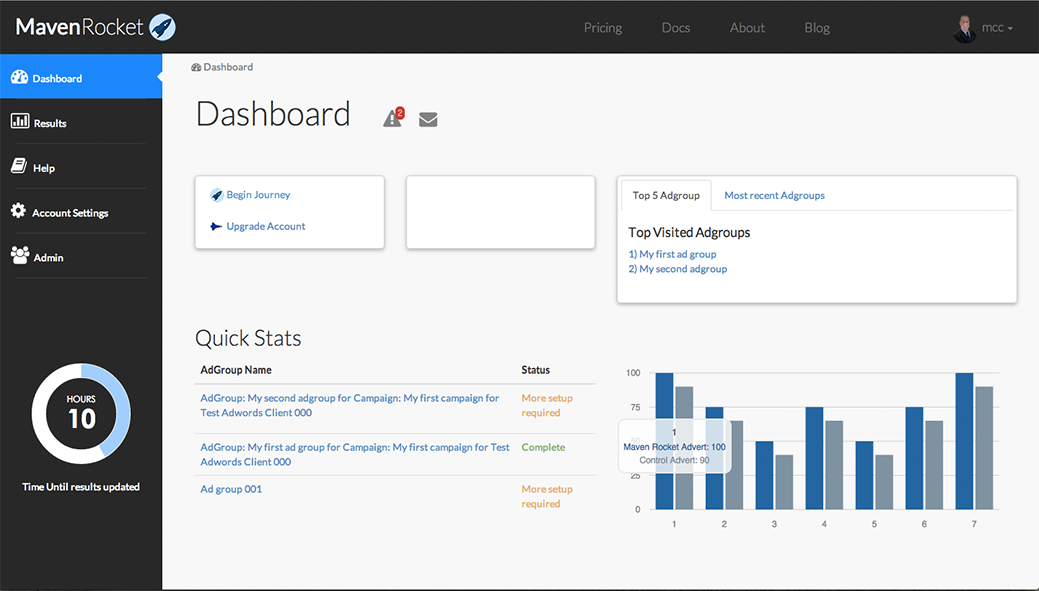 MavenRocket
Pricing
Docs
About
Blog
mcc
Dashboard
Results
Help
Account Settings
Admin
HOURS
10
Time Until results updated
Dashboard
Dashboard
2
Begin Journey
Upgrade Account
Top 5 Adgroup
Most recent Adgroups
Top Visited Adgroups
1) My first ad group
2) My second adgroup
Quick Stats
AdGroup Name
Status
AdGroup: My second adgroup for Campaign: My first campaign for
Test Adwords Client 000
More setup
required
AdGroup: My first ad group for Campaign: My first campaign for Test
Adwords Client 000
Complete
Ad group 001
More setup
required
100
75
50
25
0
1
Maven Rocket Advert: 100
Control Advert: 90
1
2
3
4
5
6
7